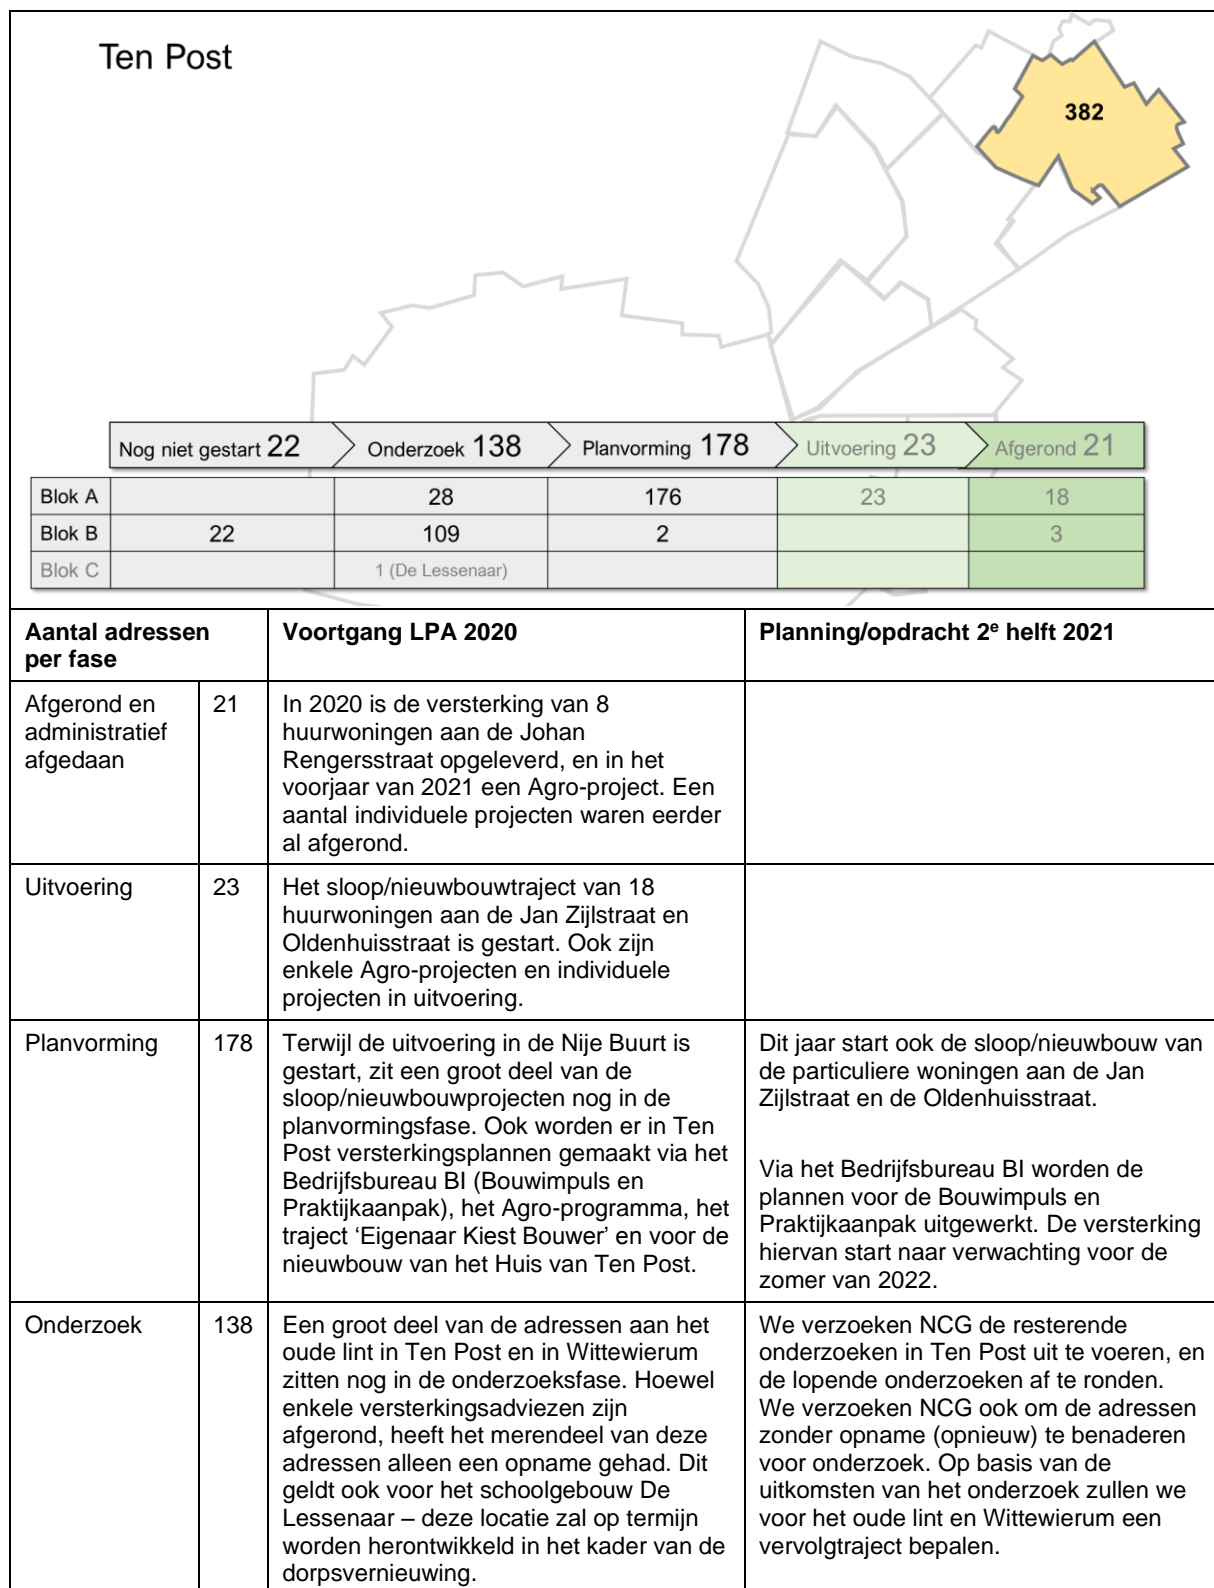 Ten Post
382
Nog niet gestart 22 Onderzoek 138 Planvorming 178 Uitvoering 23 Afgerond 21
Blok A 28 176 23 18
Blok B 22 109 2 3
Blok C 1 (De Lessenaar)
Aantal adressen
per fase
Voortgang LPA 2020
Planning/opdracht 2e helft 2021
Afgerond en
administratief
afgedaan
21
In 2020 is de versterking van 8
huurwoningen aan de Johan
Rengersstraat opgeleverd, en in het
voorjaar van 2021 een Agro-project. Een
aantal individuele projecten waren eerder
al afgerond.
Uitvoering
23
Het sloop/nieuwbouwtraject van 18
huurwoningen aan de Jan Zijlstraat en
Oldenhuisstraat is gestart. Ook zijn
enkele Agro-projecten en individuele
projecten in uitvoering.
Planvorming
178
Terwijl de uitvoering in de Nije Buurt is
gestart, zit een groot deel van de
sloop/nieuwbouwprojecten nog in de
planvormingsfase. Ook worden er in Ten
Post versterkingsplannen gemaakt via het
Bedrijfsbureau BI (Bouwimpuls en
Praktijkaanpak), het Agro-programma, het
traject ‘Eigenaar Kiest Bouwer’ en voor de
nieuwbouw van het Huis van Ten Post.
Dit jaar start ook de sloop/nieuwbouw van
de particuliere woningen aan de Jan
Zijlstraat en de Oldenhuisstraat.
Via het Bedrijfsbureau BI worden de
plannen voor de Bouwimpuls en
Praktijkaanpak uitgewerkt. De versterking
hiervan start naar verwachting voor de
zomer van 2022.
Onderzoek
138
Een groot deel van de adressen aan het
oude lint in Ten Post en in Wittewierum
zitten nog in de onderzoeksfase. Hoewel
enkele versterkingsadviezen zijn
afgerond, heeft het merendeel van deze
adressen alleen een opname gehad. Dit
geldt ook voor het schoolgebouw De
Lessenaar – deze locatie zal op termijn
worden herontwikkeld in het kader van de
dorpsvernieuwing.
We verzoeken NCG de resterende
onderzoeken in Ten Post uit te voeren, en
de lopende onderzoeken af te ronden.
We verzoeken NCG ook om de adressen
zonder opname (opnieuw) te benaderen
voor onderzoek. Op basis van de
uitkomsten van het onderzoek zullen we
voor het oude lint en Wittewierum een
vervolgtraject bepalen.